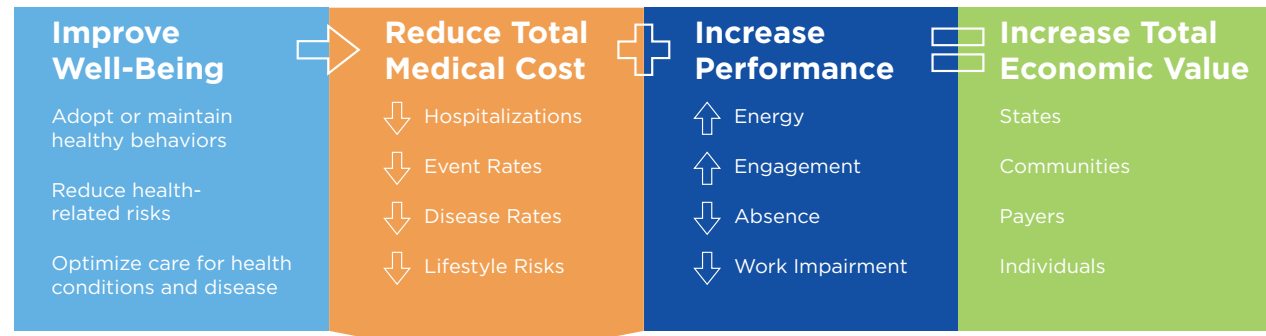 Improve
Well-Being
Adopt or maintain
healthy behaviors
Reduce health-
related risks
Optimize care for health
conditions and disease
Reduce Total
Medical Cost
Hospitalizations
Event Rates
Disease Rates
Lifestyle Risks
Increase
Performance
Energy
Engagement
Absence
Work Impairment
Increase Total
Economic Value
States
Communities
Payers
Individuals